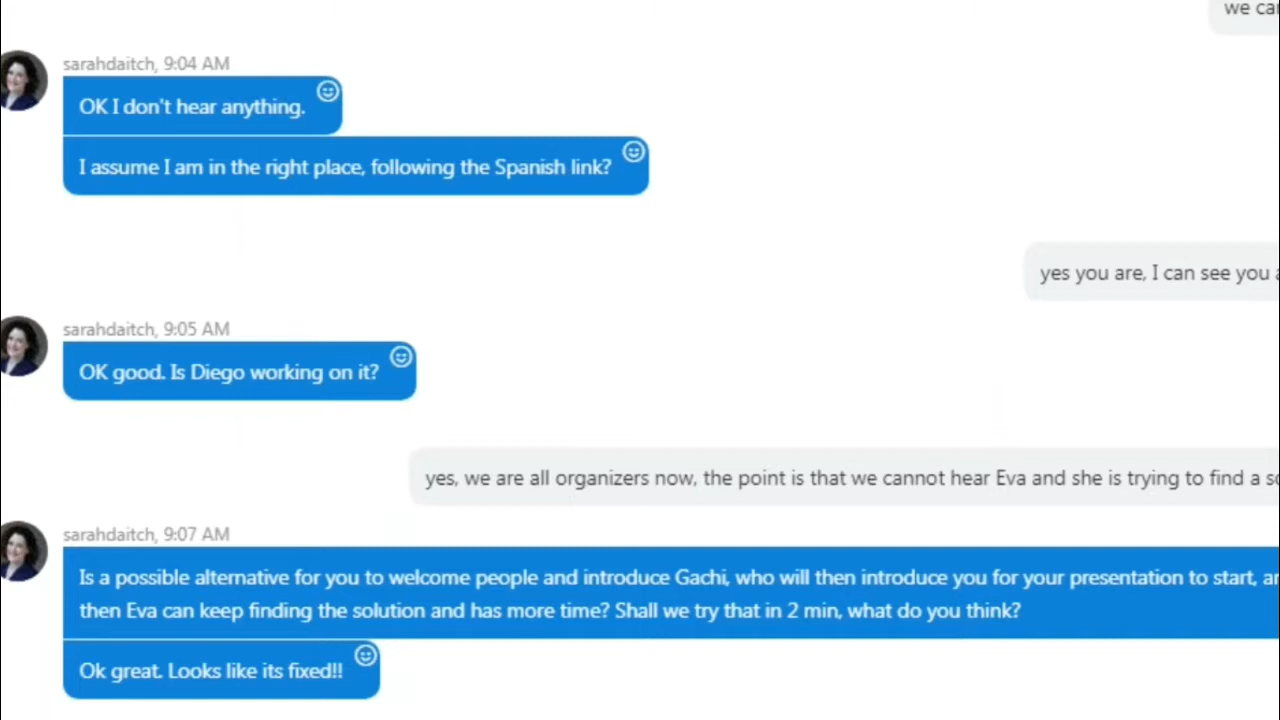 we
sarahdaitch, 9:04 AM
OK I don't hear anything.
I assume I am in the right place, following the Spanish link?
yes you are, I can see you
sarahdaitch, 9:05 AM
OK good. Is Diego working on it?
yes, we are all organizers now, the point is that we cannot hear Eva and she is trying to find a
sarahdaitch, 9:07 AM
Is a possible alternative for you to welcome people and introduce Gachi, who will then introduce you for your presentation to start,
then Eva can keep finding the solution and has more time? Shall we try that in 2 min, what do you think?
Ok great. Looks like its fixed!!